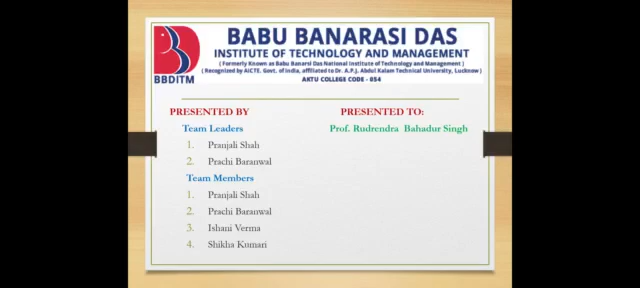 BABU BANARASI DAS
INSTITUTE OF TECHNOLOGY AND MANAGEMENT
( Formerly Known as Babu Banarsi Das National Institute of Technology and Management )
( Recognized by AICTE. Govt. of India, affiliated to Dr. A.P.J. Abdul Kalam Technical University, Lucknow )
AKTU COLLEGE CODE - 054
BBDITM
PRESENTED BY
Team Leaders
1. Pranjali Shah
2. Prachi Baranwal
Team Members
1. Pranjali Shah
2. Prachi Baranwal
3. Ishani Verma
4. Shikha Kumari
PRESENTED TO:
Prof. Rudrendra Bahadur Singh